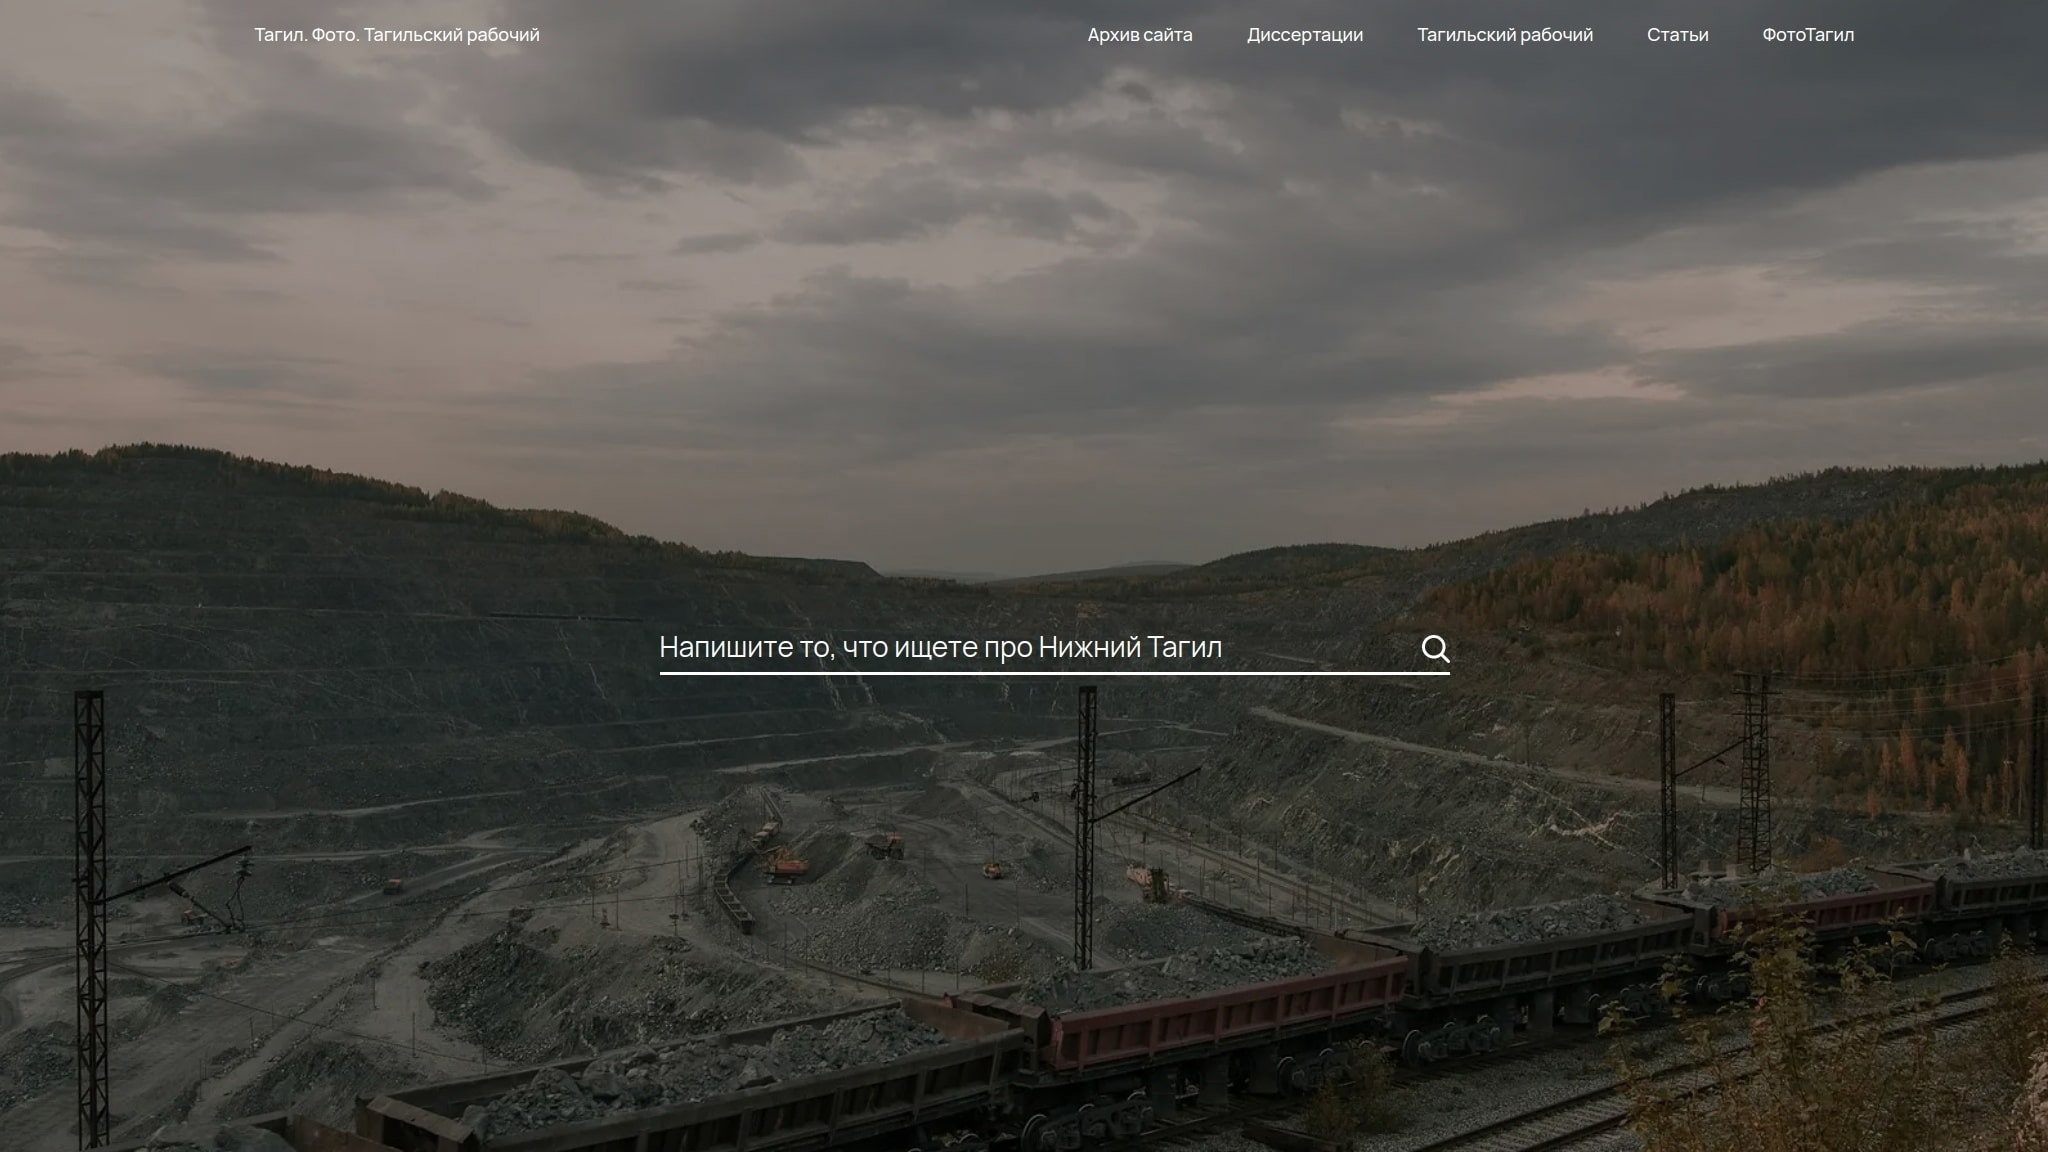 Тагил. Фото. Тагильский рабочий
Архив сайта
Диссертации
Тагильский рабочий
Статьи
ФотоТагил
Напишите то, что ищете про Нижний Тагил